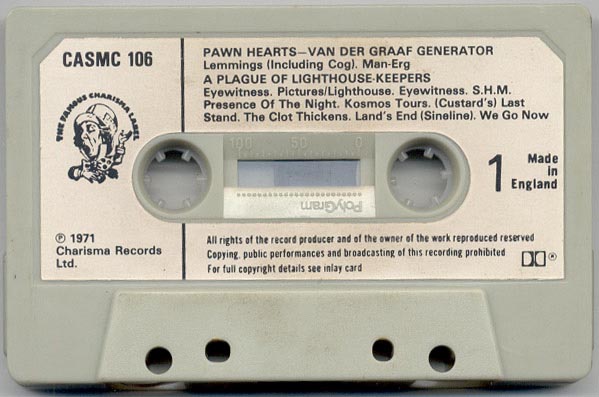 CASMC 106
PAWN HEARTS—VAN DER GRAAF GENERATOR
Lemmings (Including Cog). Man-Erg
A PLAGUE OF LIGHTHOUSE-KEEPERS
Eyewitness. Pictures/Lighthouse. Eyewitness. S.H.M.
Presence Of The Night. Kosmos Tours. (Custard's) Last
Stand. The Clot Thickens. Land's End (Sineline). We Go Now
THE FAMOUS CHARISMA LABEL
100 50 0
PolyGram
1
Made
in
England
℗ 1971
Charisma Records
Ltd.
All rights of the record producer and of the owner of the work reproduced reserved
Copying, public performances and broadcasting of this recording prohibited
For full copyright details see inlay card